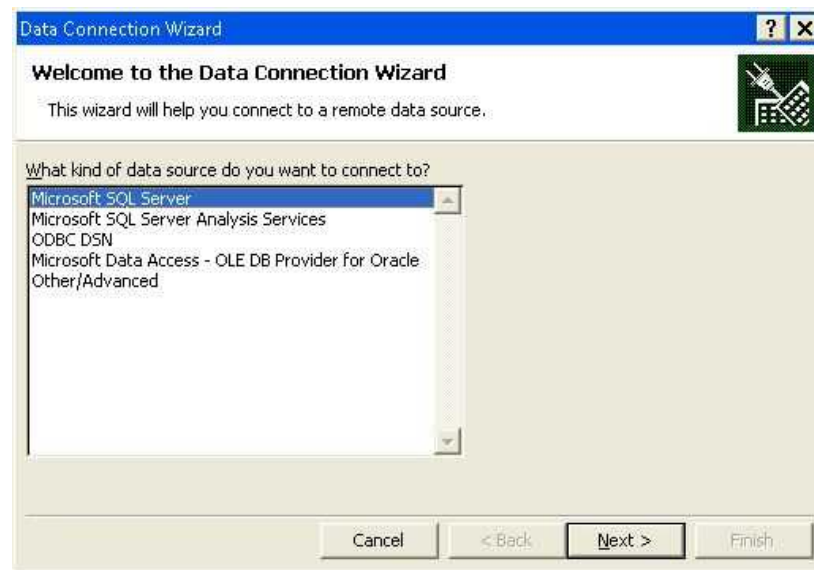 Data Connection Wizard
Welcome to the Data Connection Wizard
This wizard will help you connect to a remote data source.
What kind of data source do you want to connect to?
Microsoft SQL Server
Microsoft SQL Server Analysis Services
ODBC DSN
Microsoft Data Access - OLE DB Provider for Oracle
Other/Advanced
Cancel
< Back
Next >
Finish